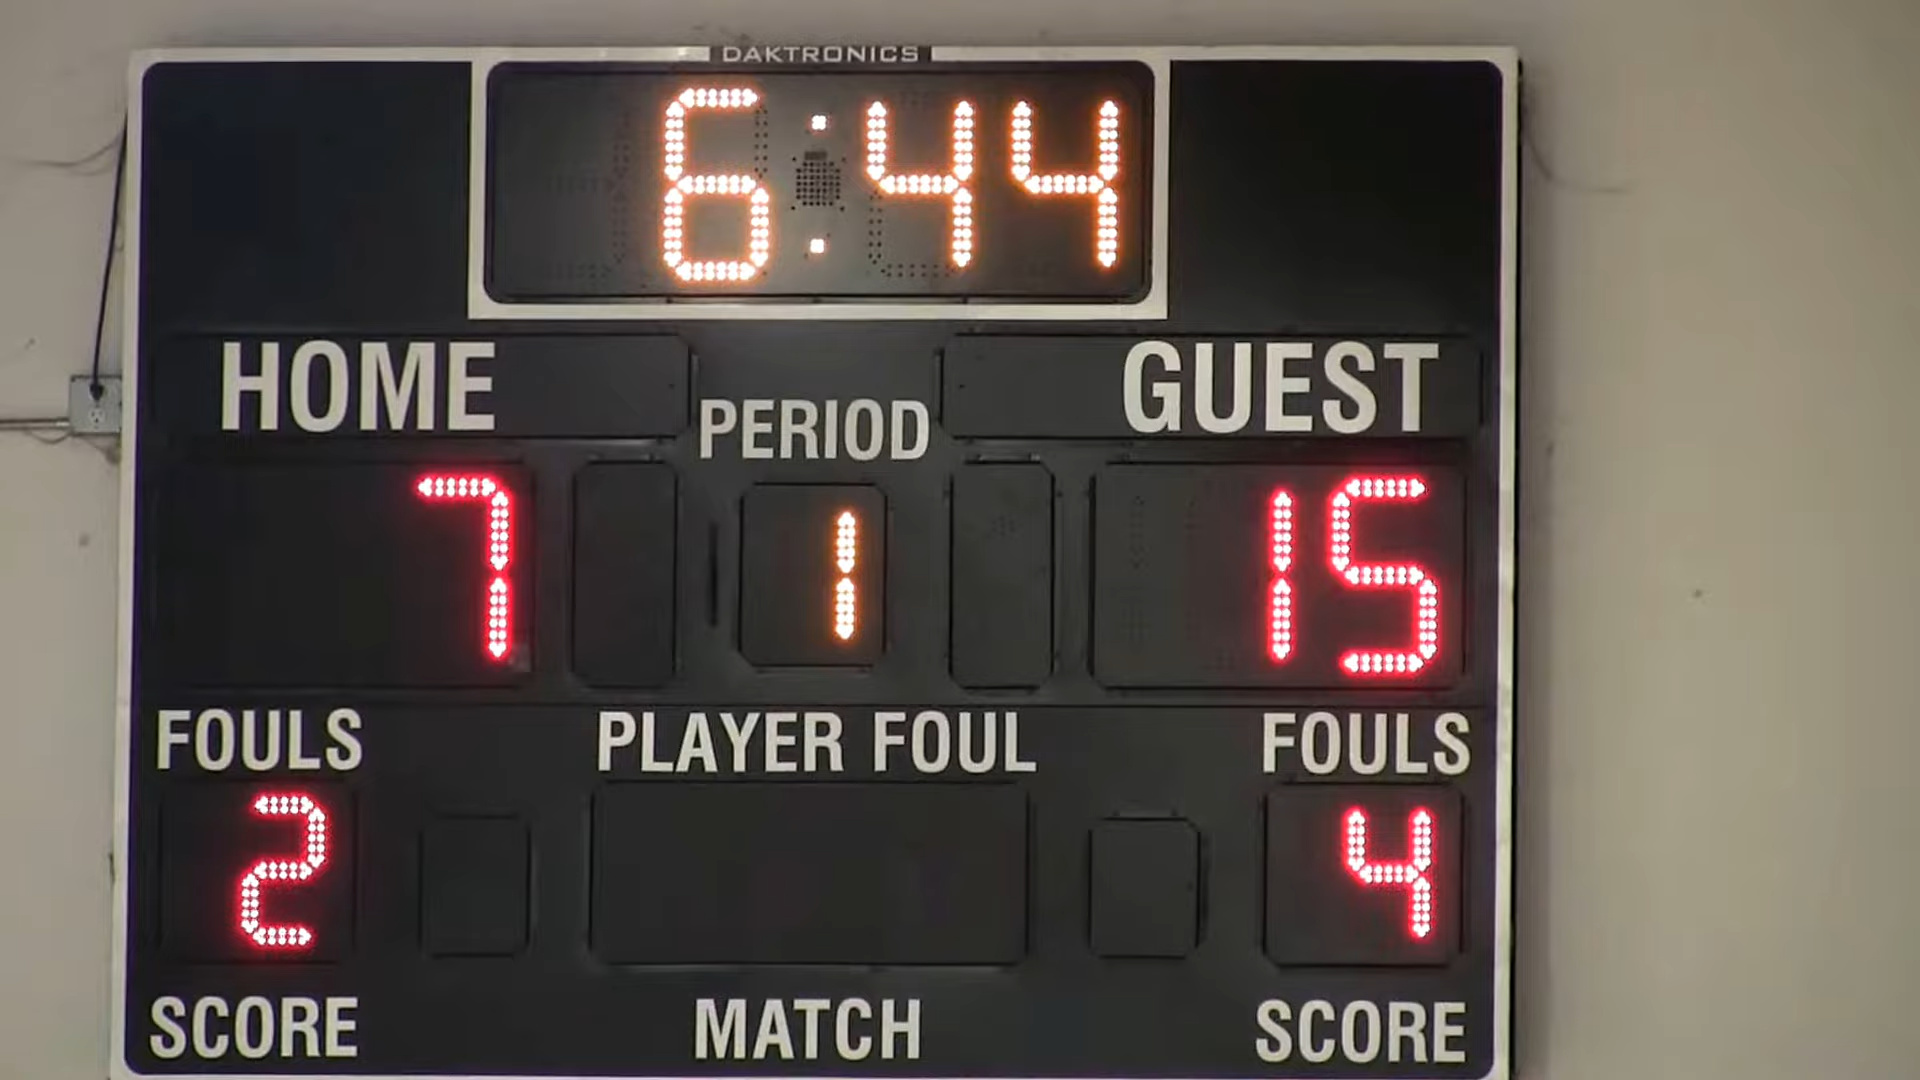 DAKTRONICS
6:44
HOME
GUEST
PERIOD
7
1
15
FOULS
PLAYER FOUL
FOULS
2
4
SCORE
MATCH
SCORE